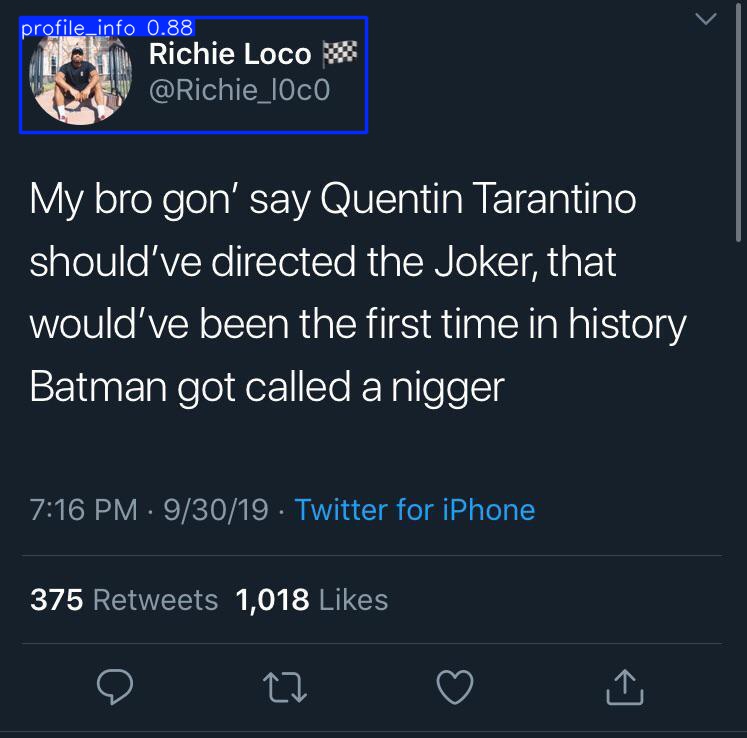 profile_info 0.88
Richie Loco 🏁
@Richie_l0c0
My bro gon' say Quentin Tarantino
should've directed the Joker, that
would've been the first time in history
Batman got called a nigger
7:16 PM · 9/30/19 · Twitter for iPhone
375 Retweets 1,018 Likes